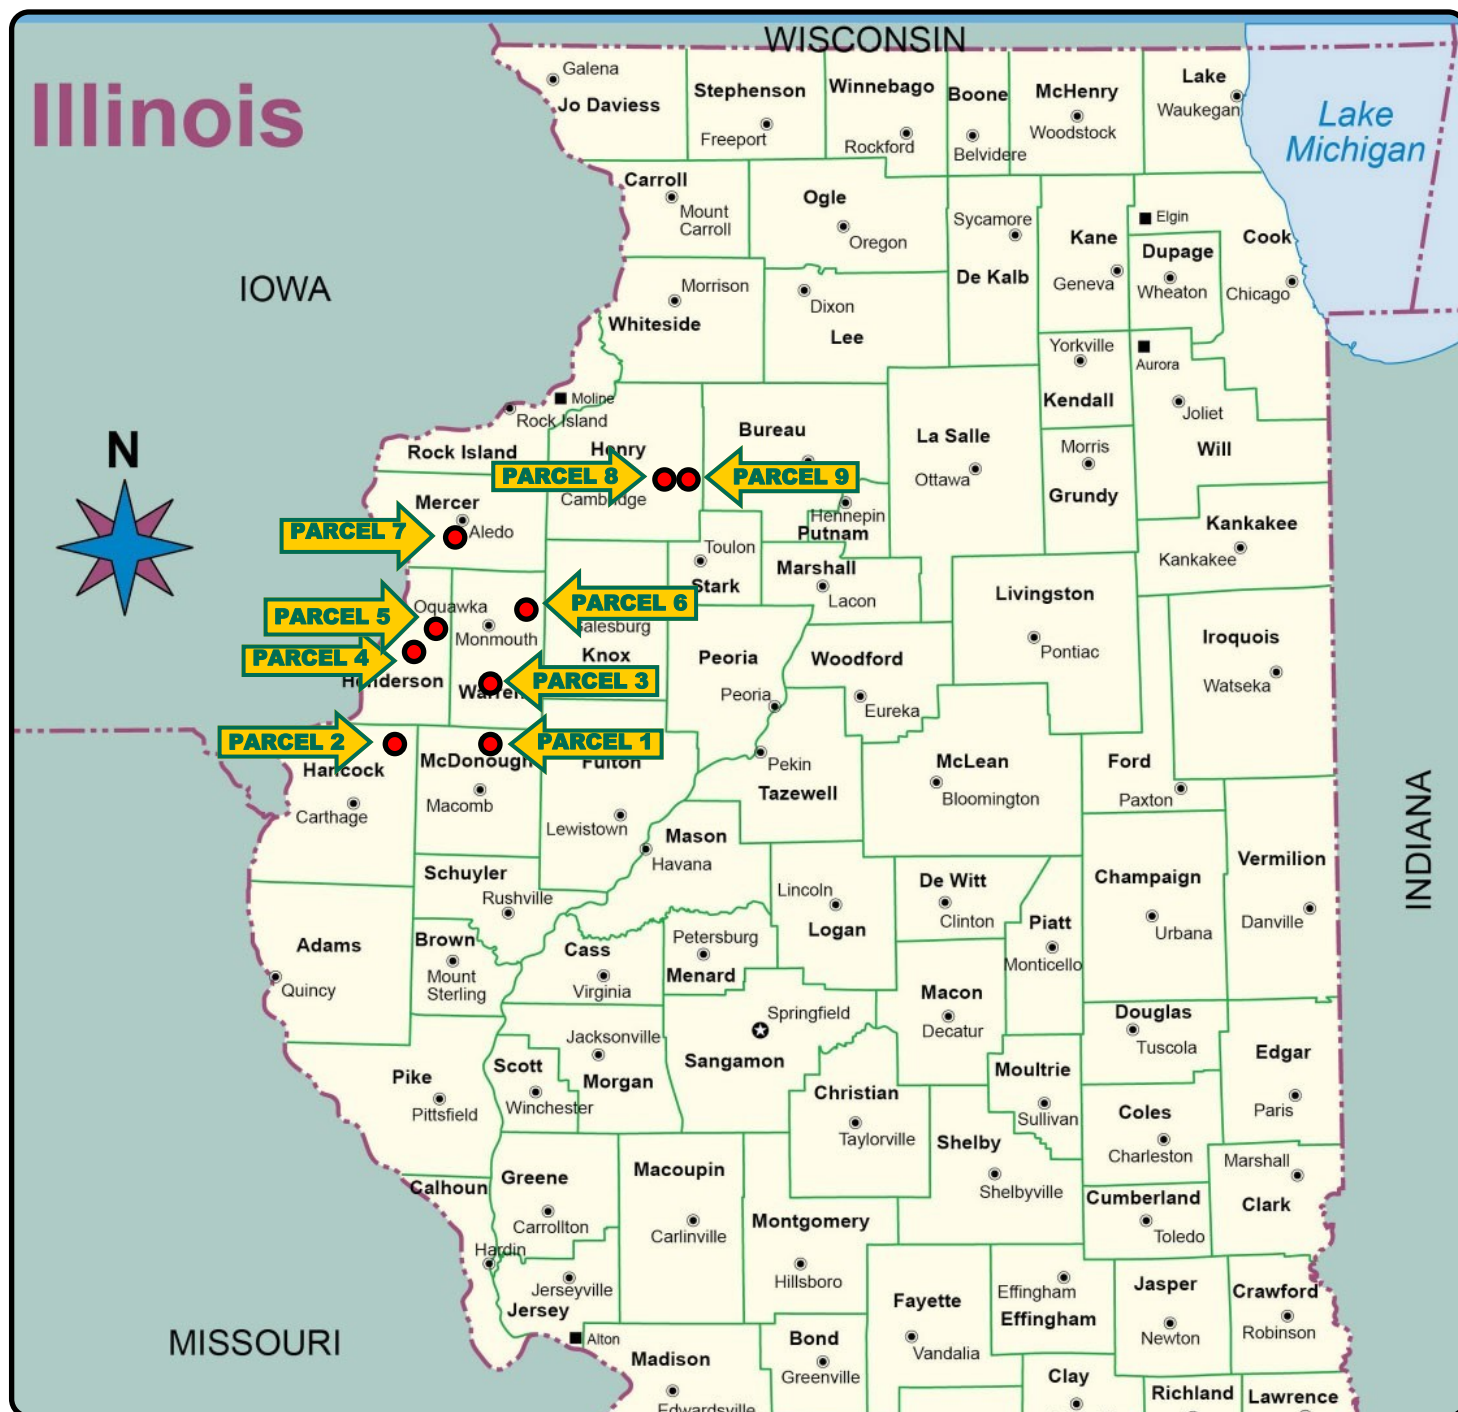 WISCONSIN
Illinois
Galena
Jo Daviess
Stephenson
Freeport
Winnebago
Rockford
Boone
Belvidere
McHenry
Woodstock
Lake
Waukegan
Lake
Michigan
Carroll
Mount
Carroll
Ogle
Oregon
Sycamore
De Kalb
Kane
Geneva
Elgin
Dupage
Wheaton
Cook
Chicago
IOWA
Morrison
Whiteside
Dixon
Lee
Yorkville
Kendall
Aurora
Joliet
Will
Moline
Rock Island
Rock Island
Henry
Cambridge
Bureau
La Salle
Ottawa
Morris
Grundy
N
PARCEL 8
PARCEL 9
Mercer
Aledo
PARCEL 7
Hennepin
Putnam
Kankakee
Kankakee
Toulon
Stark
Marshall
Lacon
Livingston
Pontiac
Iroquois
Watseka
Oquawka
PARCEL 5
Monmouth
PARCEL 6
Galesburg
Knox
PARCEL 4
Henderson
Warren
PARCEL 3
Peoria
Peoria
Woodford
Eureka
PARCEL 2
Hancock
Carthage
McDonough
Macomb
PARCEL 1
Fulton
Lewistown
Pekin
Tazewell
McLean
Bloomington
Ford
Paxton
INDIANA
Mason
Havana
Schuyler
Rushville
Lincoln
Logan
De Witt
Clinton
Piatt
Monticello
Champaign
Urbana
Vermilion
Danville
Adams
Quincy
Brown
Mount
Sterling
Cass
Virginia
Petersburg
Menard
Springfield
Sangamon
Macon
Decatur
Douglas
Tuscola
Edgar
Paris
Pike
Pittsfield
Scott
Winchester
Jacksonville
Morgan
Christian
Taylorville
Moultrie
Sullivan
Coles
Charleston
Shelby
Shelbyville
Marshall
Clark
Calhoun
Hardin
Greene
Carrollton
Macoupin
Carlinville
Montgomery
Hillsboro
Cumberland
Toledo
Jerseyville
Jersey
Alton
MISSOURI
Fayette
Vandalia
Effingham
Effingham
Jasper
Newton
Crawford
Robinson
Madison
Edwardsville
Bond
Greenville
Clay
Richland
Lawrence